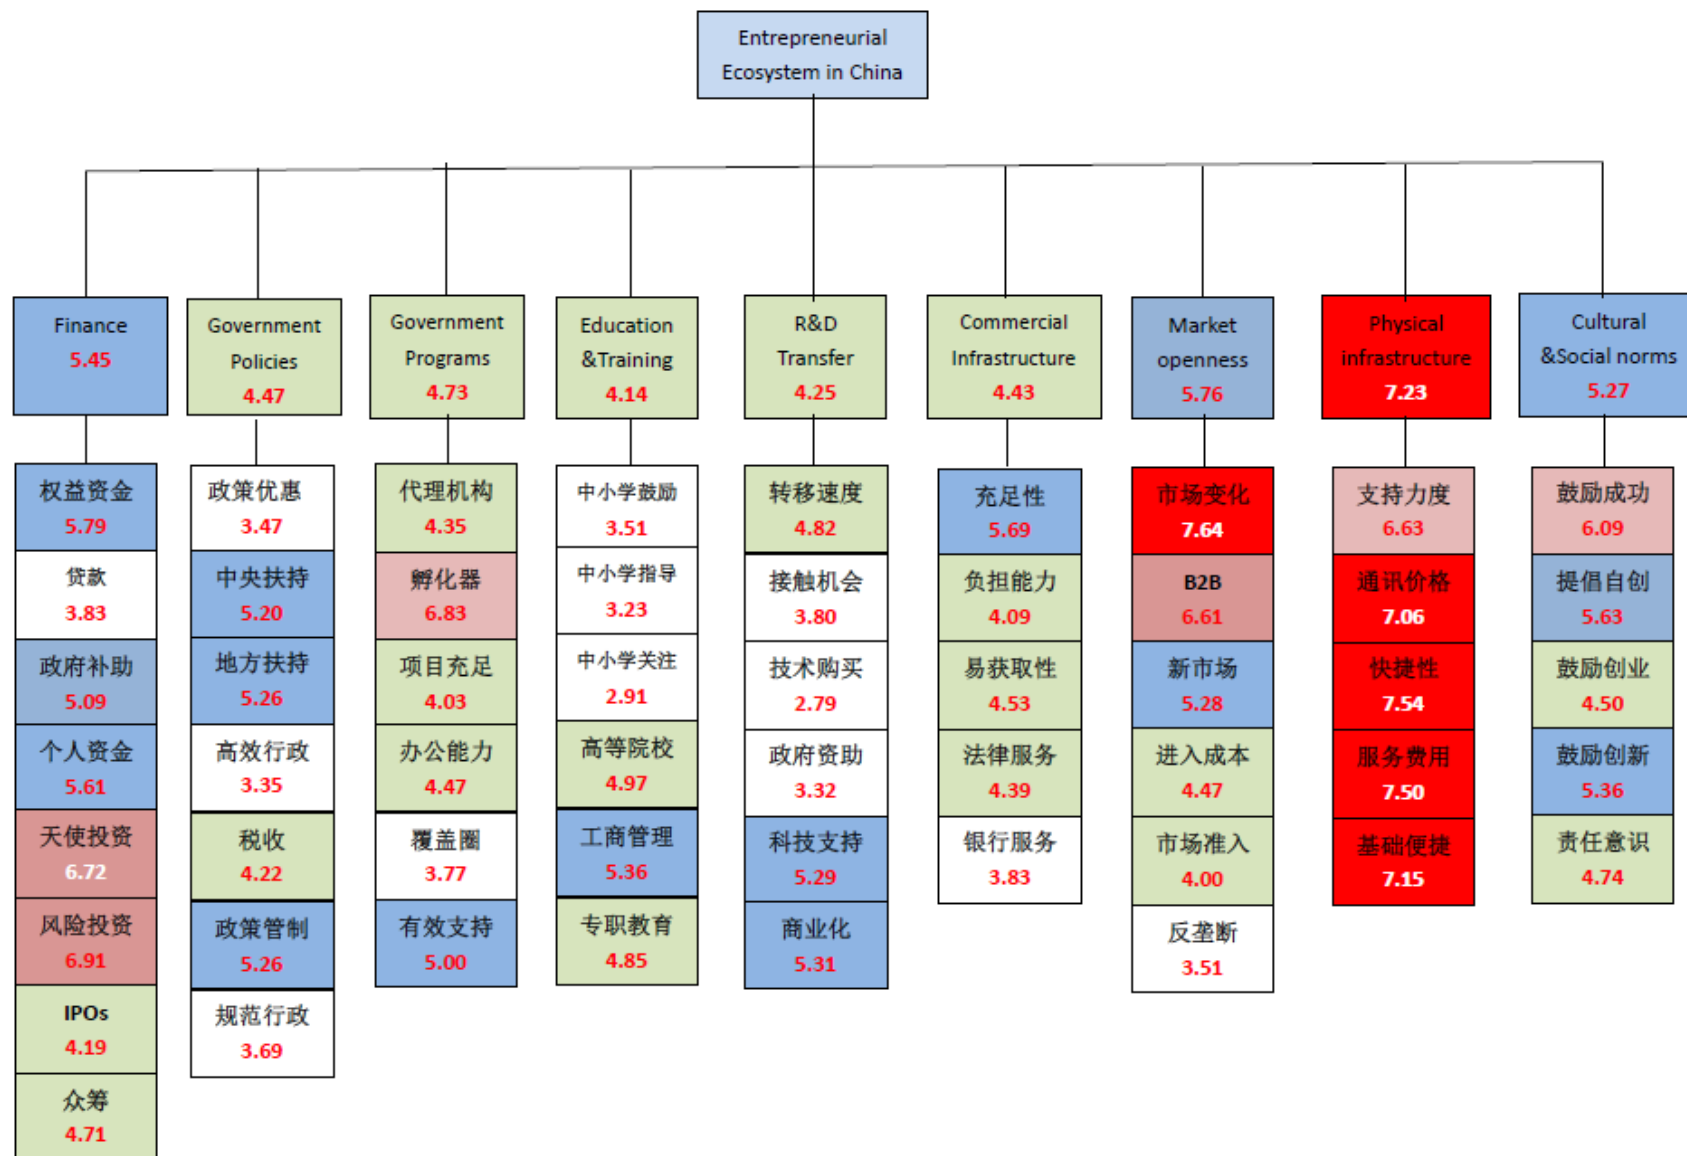 Entrepreneurial
Ecosystem in China
Finance
5.45
Government
Policies
4.47
Government
Programs
4.73
Education
&Training
4.14
R&D
Transfer
4.25
Commercial
Infrastructure
4.43
Market
openness
5.76
Physical
infrastructure
7.23
Cultural
&Social norms
5.27
权益资金
5.79
贷款
3.83
政府补助
5.09
个人资金
5.61
天使投资
6.72
风险投资
6.91
IPOs
4.19
众筹
4.71
政策优惠
3.47
中央扶持
5.20
地方扶持
5.26
高效行政
3.35
税收
4.22
政策管制
5.26
规范行政
3.69
代理机构
4.35
孵化器
6.83
项目充足
4.03
办公能力
4.47
覆盖圈
3.77
有效支持
5.00
中小学鼓励
3.51
中小学指导
3.23
中小学关注
2.91
高等院校
4.97
工商管理
5.36
专职教育
4.85
转移速度
4.82
接触机会
3.80
技术购买
2.79
政府资助
3.32
科技支持
5.29
商业化
5.31
充足性
5.69
负担能力
4.09
易获取性
4.53
法律服务
4.39
银行服务
3.83
市场变化
7.64
B2B
6.61
新市场
5.28
进入成本
4.47
市场准入
4.00
反垄断
3.51
支持力度
6.63
通讯价格
7.06
快捷性
7.54
服务费用
7.50
基础便捷
7.15
鼓励成功
6.09
提倡自创
5.63
鼓励创业
4.50
鼓励创新
5.36
责任意识
4.74